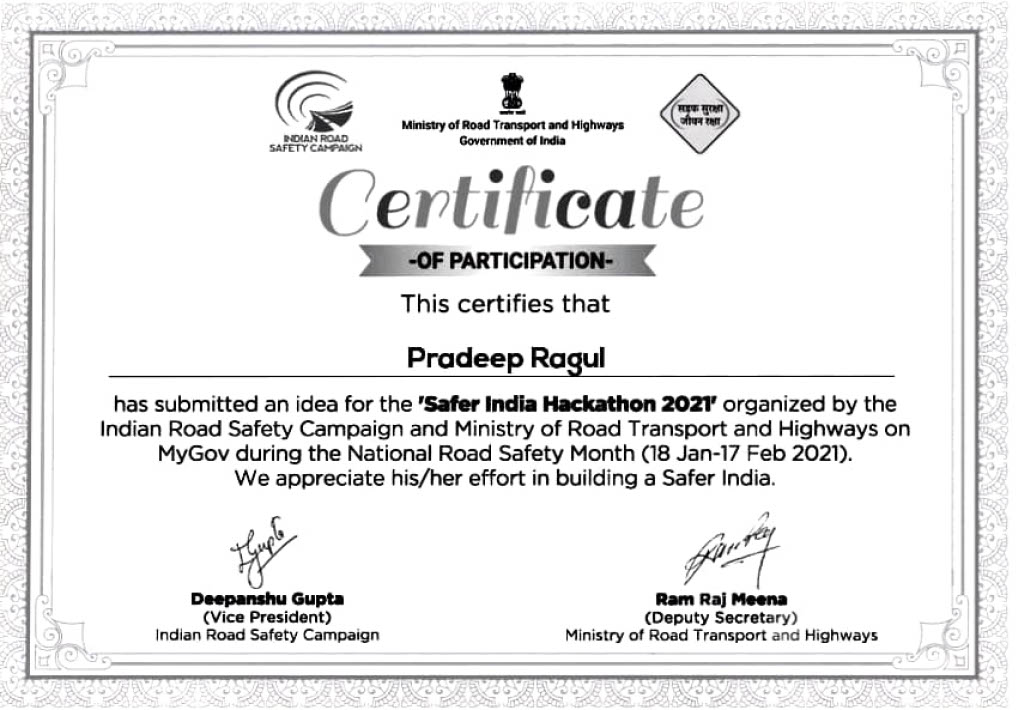 INDIAN ROAD
SAFETY CAMPAIGN
Ministry of Road Transport and Highways
Government of India
सड़क सुरक्षा
जीवन रक्षा
Certificate
-OF PARTICIPATION-
This certifies that
Pradeep Ragul
has submitted an idea for the 'Safer India Hackathon 2021' organized by the
Indian Road Safety Campaign and Ministry of Road Transport and Highways on
MyGov during the National Road Safety Month (18 Jan-17 Feb 2021).
We appreciate his/her effort in building a Safer India.
Deepanshu Gupta
(Vice President)
Indian Road Safety Campaign
Ram Raj Meena
(Deputy Secretary)
Ministry of Road Transport and Highways